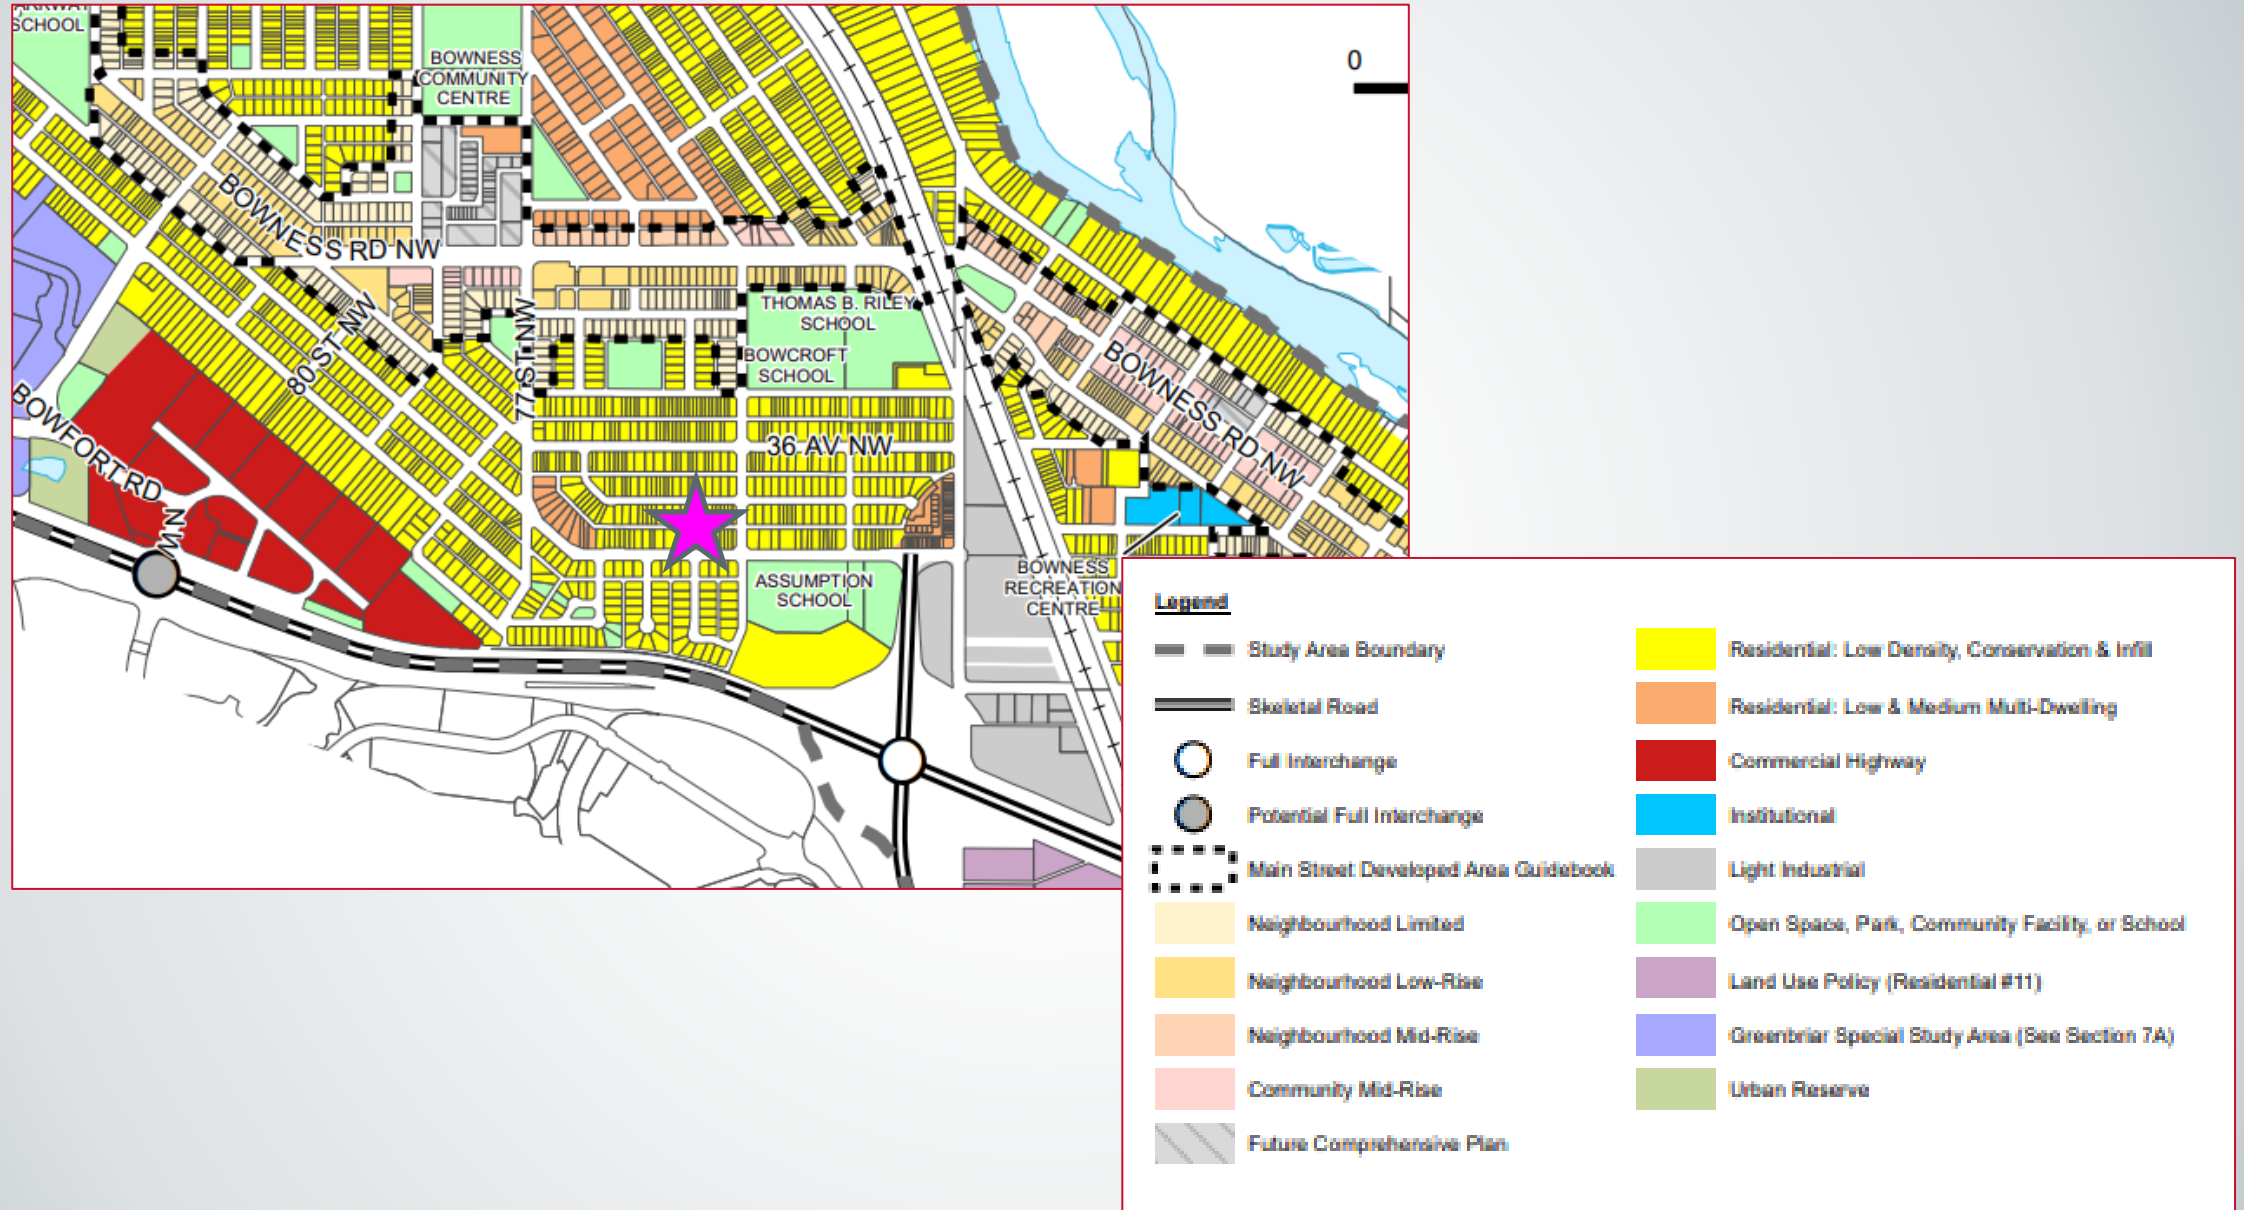 SCHOOL
BOWNESS
COMMUNITY
CENTRE
0
BOWNESS RD NW
THOMAS B. RILEY
SCHOOL
BOWCROFT
SCHOOL
80 ST NW
77 ST NW
BOWNESS RD NW
36 AV NW
BOWFORT RD
NW
ASSUMPTION
SCHOOL
BOWNESS
RECREATION
CENTRE
Legend
Study Area Boundary
Skeletal Road
Full Interchange
Potential Full Interchange
Main Street Developed Area Guidebook
Neighbourhood Limited
Neighbourhood Low-Rise
Neighbourhood Mid-Rise
Community Mid-Rise
Future Comprehensive Plan
Residential: Low Density, Conservation & Infill
Residential: Low & Medium Multi-Dwelling
Commercial Highway
Institutional
Light Industrial
Open Space, Park, Community Facility, or School
Land Use Policy (Residential #11)
Greenbriar Special Study Area (See Section 7A)
Urban Reserve